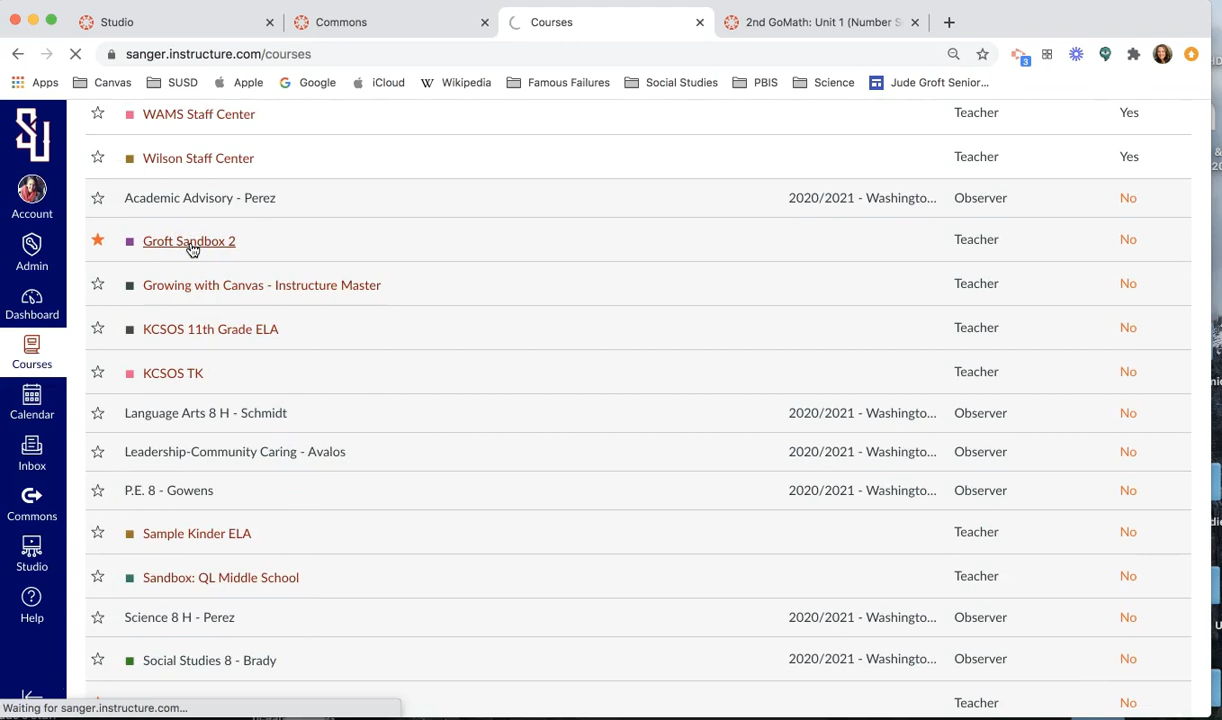 Studio
Commons
Courses
2nd GoMath: Unit 1 (Number S
sanger.instructure.com/courses
3
Apps Canvas SUSD Apple Google iCloud W Wikipedia Famous Failures Social Studies PBIS Science Jude Groft Senior...
SU
Account
Admin
Dashboard
Courses
Calendar
Inbox
Commons
Studio
Help
WAMS Staff Center Teacher Yes
Wilson Staff Center Teacher Yes
Academic Advisory - Perez 2020/2021 - Washingto... Observer No
Groft Sandbox 2 Teacher No
Growing with Canvas - Instructure Master Teacher No
KCSOS 11th Grade ELA Teacher No
KCSOS TK Teacher No
Language Arts 8 H - Schmidt 2020/2021 - Washingto... Observer No
Leadership-Community Caring - Avalos 2020/2021 - Washingto... Observer No
P.E. 8 - Gowens 2020/2021 - Washingto... Observer No
Sample Kinder ELA Teacher No
Sandbox: QL Middle School Teacher No
Science 8 H - Perez 2020/2021 - Washingto... Observer No
Social Studies 8 - Brady 2020/2021 - Washingto... Observer No
Teacher No
Waiting for sanger.instructure.com...